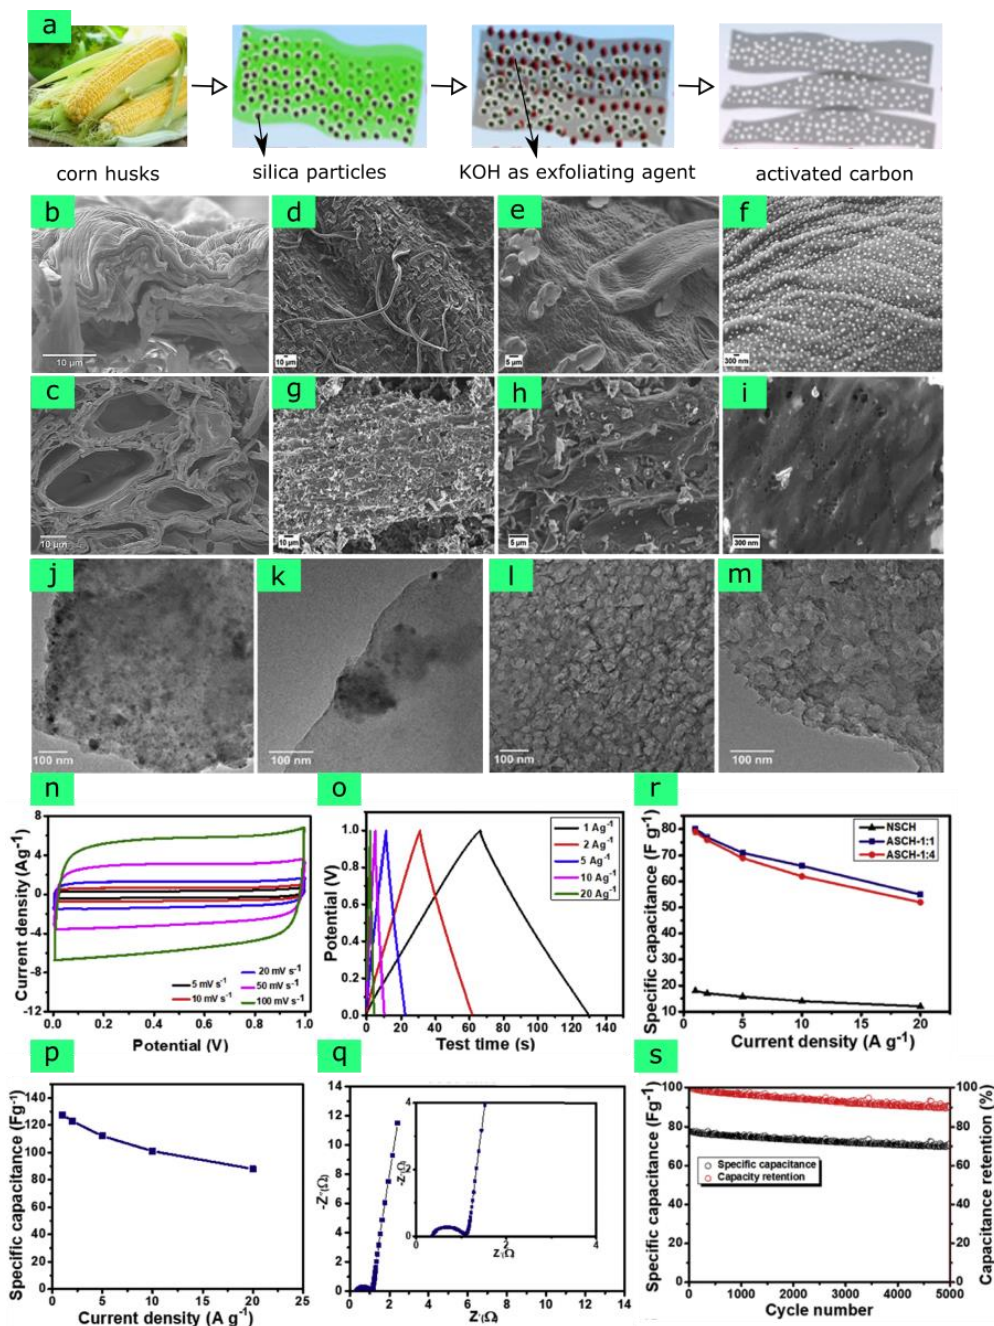 a
corn husks
silica particles
KOH as exfoliating agent
activated carbon
b
10 µm
d
10 µm
e
5 µm
f
300 nm
c
10 µm
g
10 µm
h
5 µm
i
300 nm
j
100 nm
k
100 nm
l
100 nm
m
100 nm
n
Current density (Ag-1)
8
4
0
-4
-8
-12
0.0 0.2 0.4 0.6 0.8 1.0
Potential (V)
5 mV s-1
10 mV s-1
20 mV s-1
50 mV s-1
100 mV s-1
o
Potential (V)
1.0
0.8
0.6
0.4
0.2
0.0
0 20 40 60 80 100 120 140
Test time (s)
1 Ag-1
2 Ag-1
5 Ag-1
10 Ag-1
20 Ag-1
r
Specific capacitance (F g-1)
80
70
60
50
40
30
20
10
0 5 10 15 20
Current density (A g-1)
NSCH
ASCH-1:1
ASCH-1:4
p
Specific capacitance (Fg-1)
140
120
100
80
60
40
20
0
0 5 10 15 20 25
Current density (A g-1)
q
-Z"(Ω)
14
12
10
8
6
4
2
0
0 2 4 6 8 10 12 14
Z'(Ω)
-Z"(Ω)
4
2
0
0 4
Z'(Ω)
s
Specific capacitance (Fg-1)
100
80
60
40
20
0
0 1000 2000 3000 4000 5000
Cycle number
Specific capacitance
Capacity retention
100
80
60
40
20
0
Capacitance retention (%)